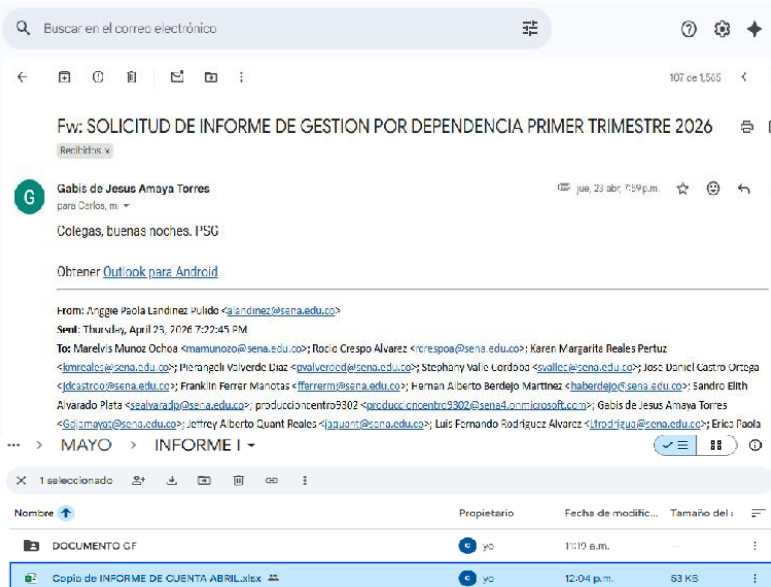 Buscar en el correo electrónico
107 de 1,565
Fw: SOLICITUD DE INFORME DE GESTION POR DEPENDENCIA PRIMER TRIMESTRE 2026
Recibidos x
G
Gabis de Jesus Amaya Torres
jue, 23 abr, 7:59 p.m.
para Carlos, mí
Colegas, buenas noches. PSG
Obtener Outlook para Android
From: Anggie Paola Landinez Pulido <alandinez@sena.edu.co>
Sent: Thursday, April 23, 2026 7:22:45 PM
To: Marelvis Munoz Ochoa <mamunozo@sena.edu.co>; Rocio Crespo Alvarez <rcrespoa@sena.edu.co>; Karen Margarita Reales Pertuz
<kmreales@sena.edu.co>; Pierangeli Valverde Diaz <pvalverded@sena.edu.co>; Stephany Valle Cordoba <svallec@sena.edu.co>; Jose Daniel Castro Ortega
<jdcastroo@sena.edu.co>; Franklin Ferrer Manotas <fferrerm@sena.edu.co>; Hernan Alberto Berdejo Martinez <haberdejo@sena.edu.co>; Sandro Elith
Alvarado Plata <sealvaradp@sena.edu.co>; produccioncentro9302 <produccioncentro9302@sena4.onmicrosoft.com>; Gabis de Jesus Amaya Torres
<Gdjamayat@sena.edu.co>; Jeffrey Alberto Quant Reales <jaquant@sena.edu.co>; Luis Fernando Rodriguez Alvarez <Lfrodrigua@sena.edu.co>; Erica Paola
... > MAYO > INFORME I
1 seleccionado
Nombre Propietario Fecha de modific... Tamaño del
DOCUMENTO GF yo 11:19 a.m. —
Copia de INFORME DE CUENTA ABRIL.xlsx yo 12:04 p.m. 53 KB